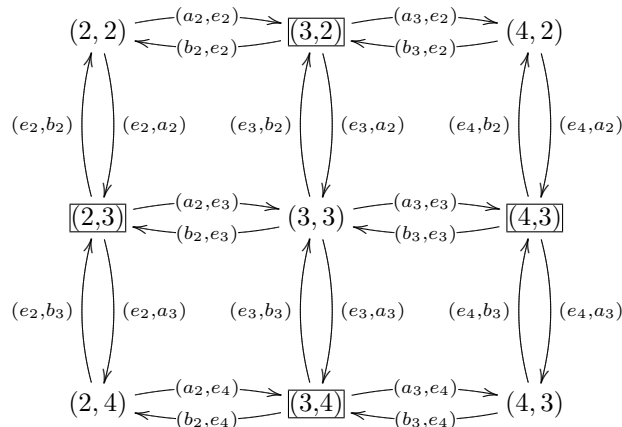 (2, 2) (a₂,e₂) (b₂,e₂) (3,2) (a₃,e₂) (b₃,e₂) (4, 2)
(e₂,b₂) (e₂,a₂) (e₃,b₂) (e₃,a₂) (e₄,b₂) (e₄,a₂)
(2,3) (a₂,e₃) (b₂,e₃) (3, 3) (a₃,e₃) (b₃,e₃) (4,3)
(e₂,b₃) (e₂,a₃) (e₃,b₃) (e₃,a₃) (e₄,b₃) (e₄,a₃)
(2, 4) (a₂,e₄) (b₂,e₄) (3,4) (a₃,e₄) (b₃,e₄) (4, 3)